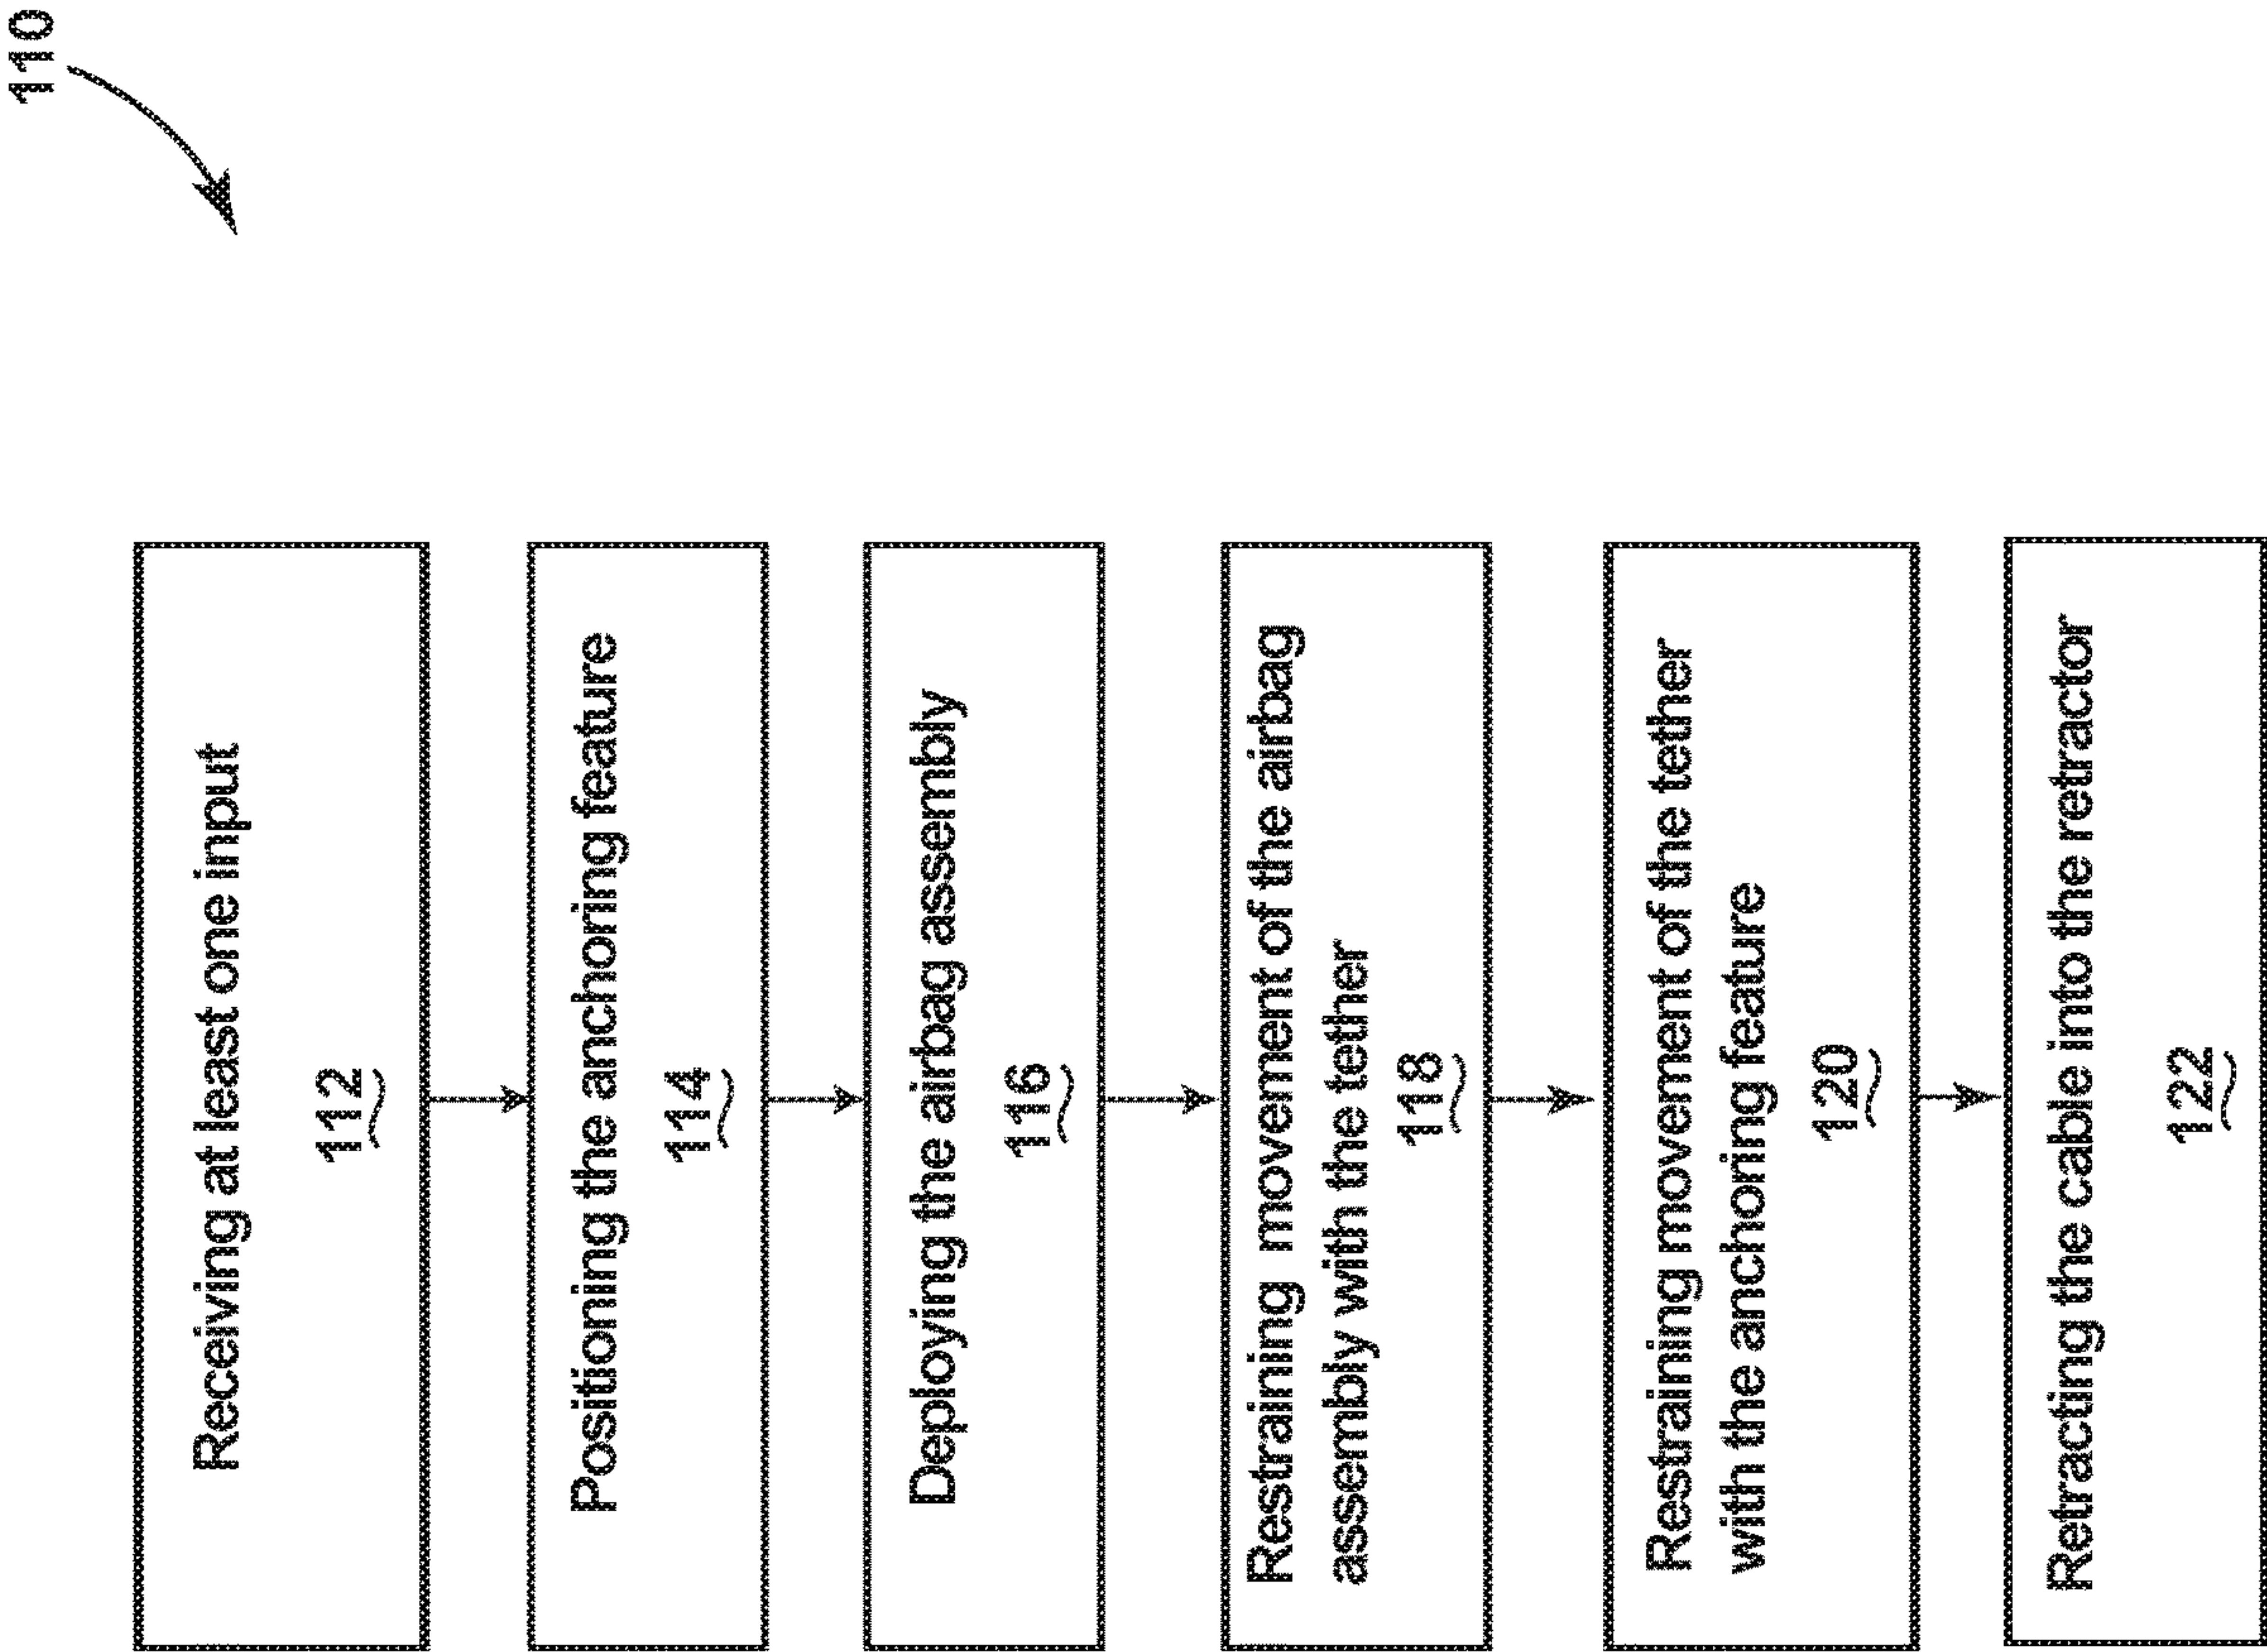 110
Receiving at least one input
112
Positioning the anchoring feature
114
Deploying the airbag assembly
116
Restraining movement of the airbag
assembly with the tether
118
Restraining movement of the tether
with the anchoring feature
120
Retracting the cable into the retractor
122